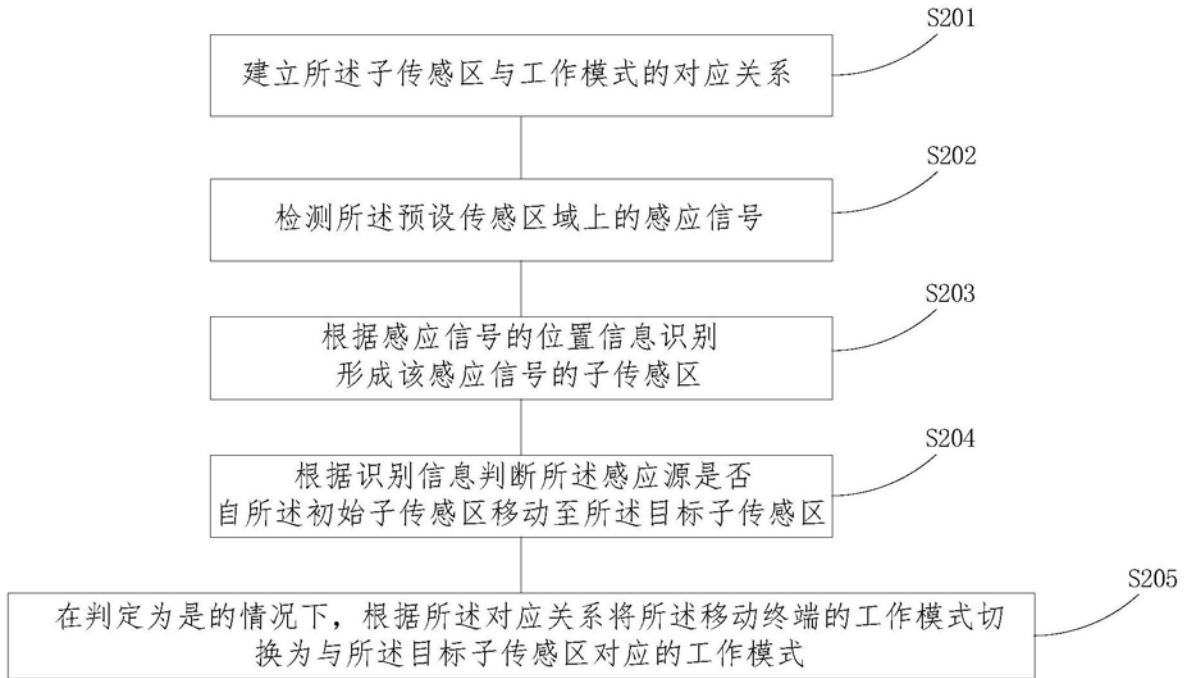 S201
建立所述子传感区与工作模式的对应关系
S202
检测所述预设传感区域上的感应信号
S203
根据感应信号的位置信息识别
形成该感应信号的子传感区
S204
根据识别信息判断所述感应源是否
自所述初始子传感区移动至所述目标子传感区
S205
在判定为是的情况下，根据所述对应关系将所述移动终端的工作模式切
换为与所述目标子传感区对应的工作模式